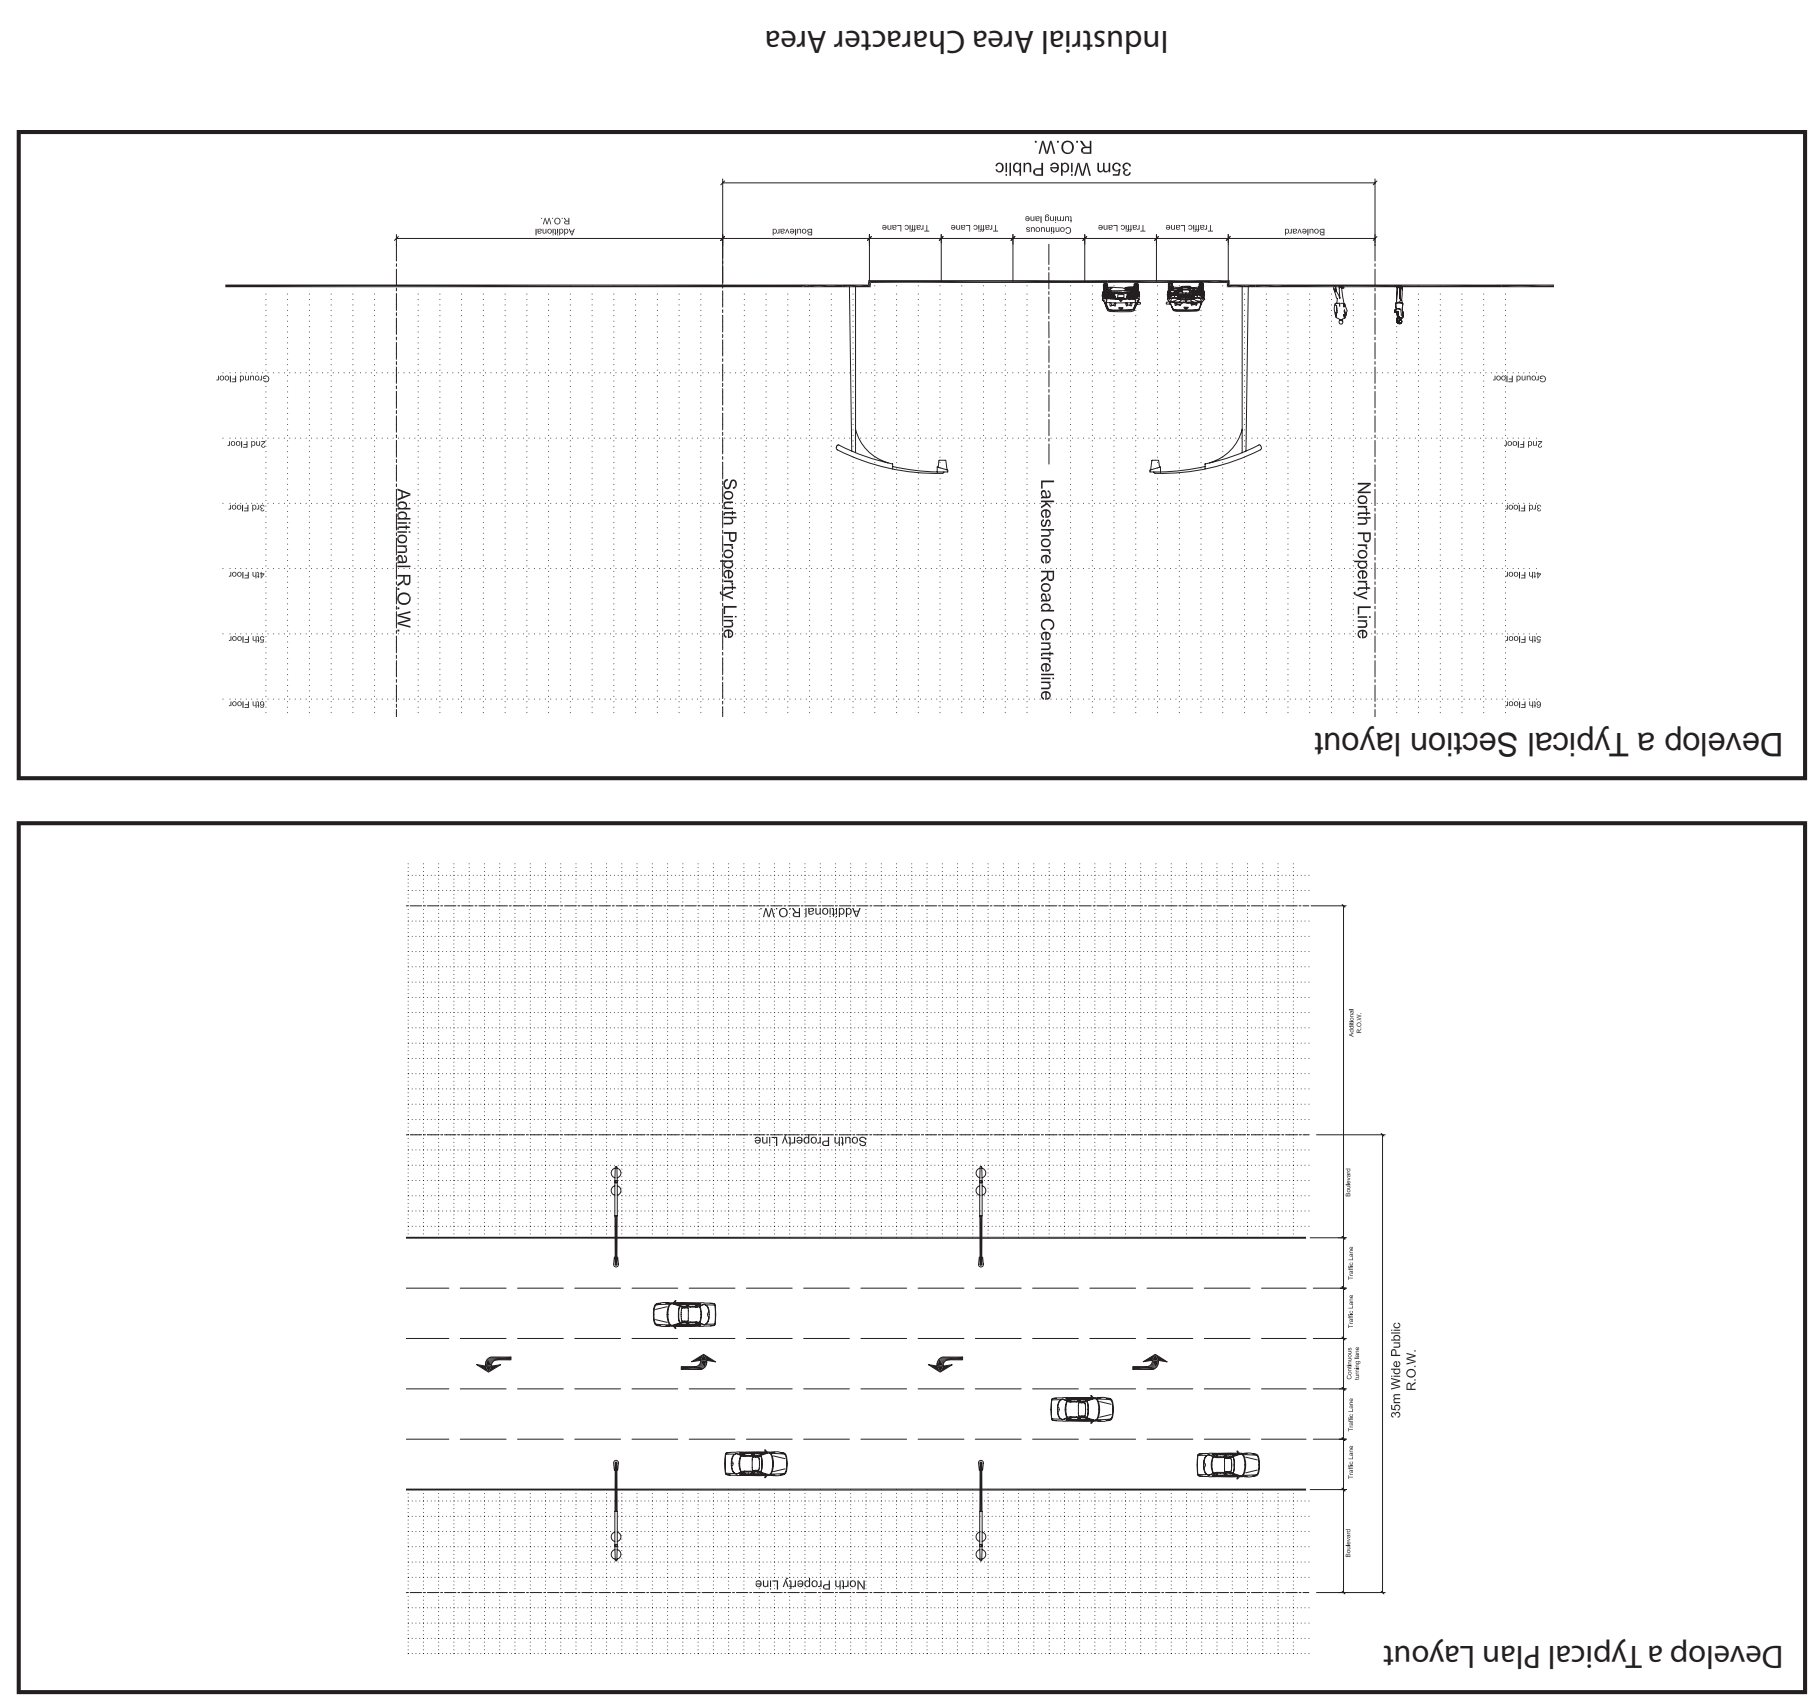 Develop a Typical Plan Layout
North Property Line
Boulevard
Traffic Lane
Traffic Lane
Continuous
turning lane
Traffic Lane
Traffic Lane
Boulevard
35m Wide Public
R.O.W.
South Property Line
Additional
R.O.W.
Additional R.O.W.
Develop a Typical Section layout
6th Floor
5th Floor
4th Floor
3rd Floor
2nd Floor
Ground Floor
North Property Line
Lakeshore Road Centreline
South Property Line
Additional R.O.W.
6th Floor
5th Floor
4th Floor
3rd Floor
2nd Floor
Ground Floor
Boulevard
Traffic Lane
Traffic Lane
Continuous
turning lane
Traffic Lane
Traffic Lane
Boulevard
Additional
R.O.W.
35m Wide Public
R.O.W.
Industrial Area Character Area